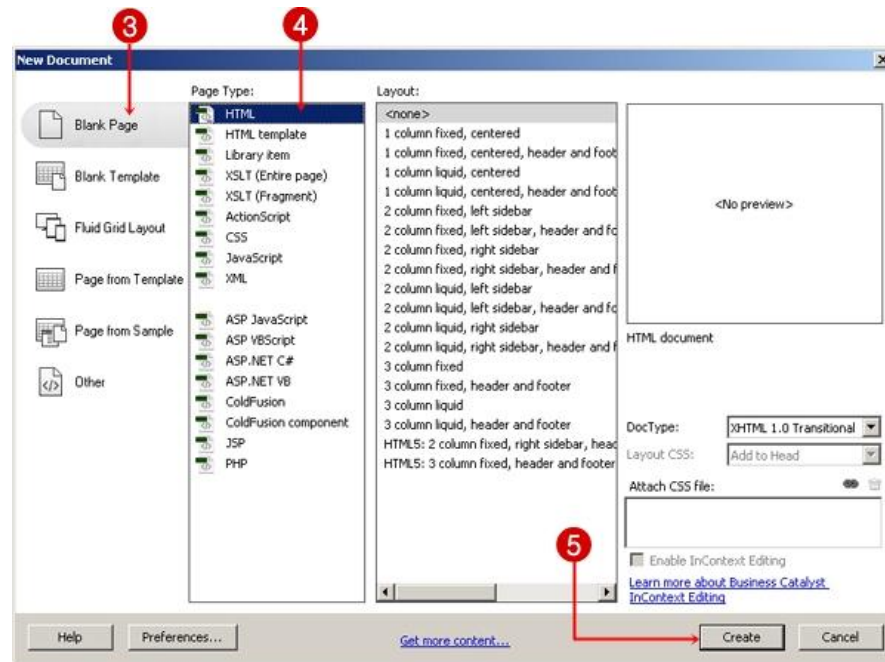 3
4
New Document
Blank Page
Blank Template
Fluid Grid Layout
Page from Template
Page from Sample
Other
Page Type:
HTML
HTML template
Library item
XSLT (Entire page)
XSLT (Fragment)
ActionScript
CSS
JavaScript
XML
ASP JavaScript
ASP VBScript
ASP.NET C#
ASP.NET VB
ColdFusion
ColdFusion component
JSP
PHP
Layout:
<none>
1 column fixed, centered
1 column fixed, centered, header and foot
1 column liquid, centered
1 column liquid, centered, header and foot
2 column fixed, left sidebar
2 column fixed, left sidebar, header and fo
2 column fixed, right sidebar
2 column fixed, right sidebar, header and f
2 column liquid, left sidebar
2 column liquid, left sidebar, header and fo
2 column liquid, right sidebar
2 column liquid, right sidebar, header and f
3 column fixed
3 column fixed, header and footer
3 column liquid
3 column liquid, header and footer
HTML5: 2 column fixed, right sidebar, head
HTML5: 3 column fixed, header and footer
<No preview>
HTML document
DocType: XHTML 1.0 Transitional
Layout CSS: Add to Head
Attach CSS file:
5
Enable InContext Editing
Learn more about Business Catalyst
InContext Editing
Help Preferences... Get more content... Create Cancel